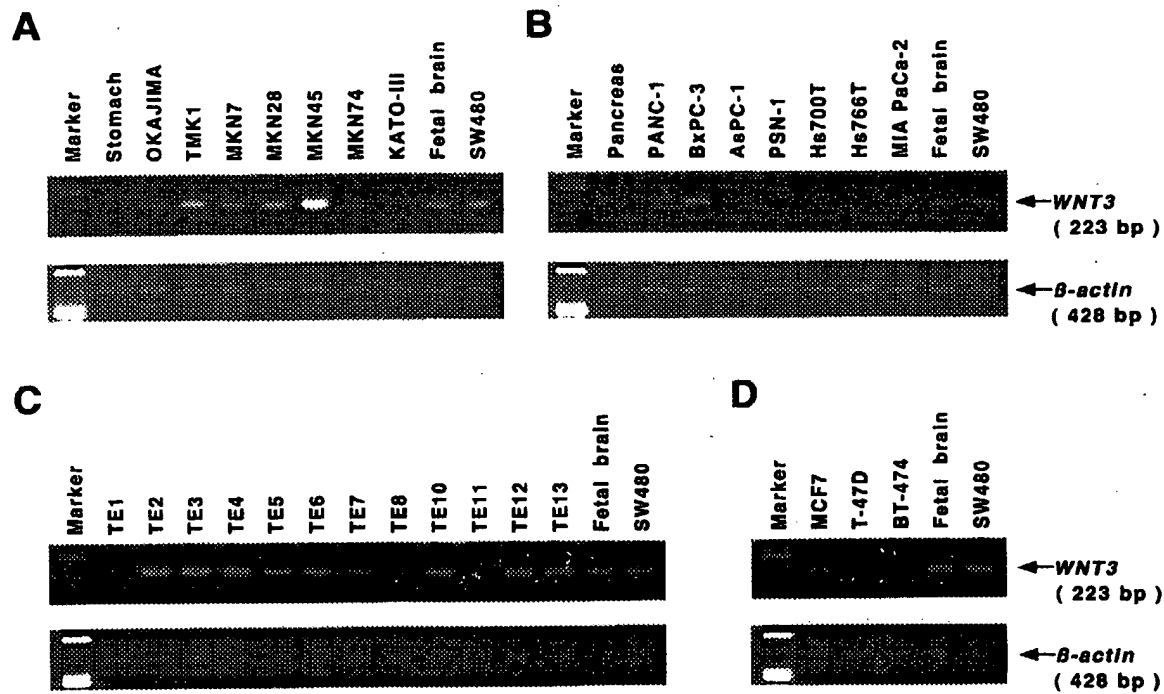 A
Marker
Stomach
OKAJIMA
TMK1
MKN7
MKN28
MKN45
MKN74
KATO-III
Fetal brain
SW480
B
Marker
Pancreas
PANC-1
BxPC-3
AsPC-1
PSN-1
Hs700T
Hs766T
MIA PaCa-2
Fetal brain
SW480
WNT3
( 223 bp )
ß-actin
( 428 bp )
C
Marker
TE1
TE2
TE3
TE4
TE5
TE6
TE7
TE8
TE10
TE11
TE12
TE13
Fetal brain
SW480
D
Marker
MCF7
T-47D
BT-474
Fetal brain
SW480
WNT3
( 223 bp )
ß-actin
( 428 bp )